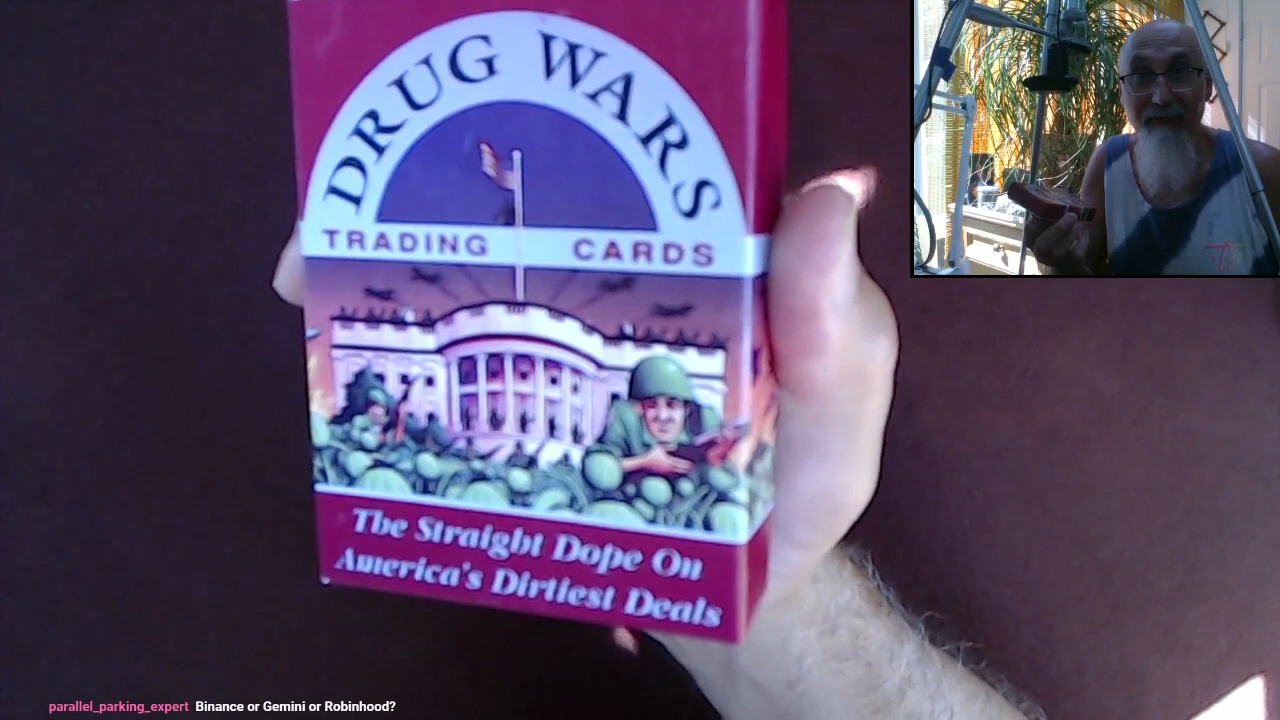 DRUG WARS
TRADING CARDS
The Straight Dope On
America's Dirtiest Deals
parallel_parking_expert Binance or Gemini or Robinhood?